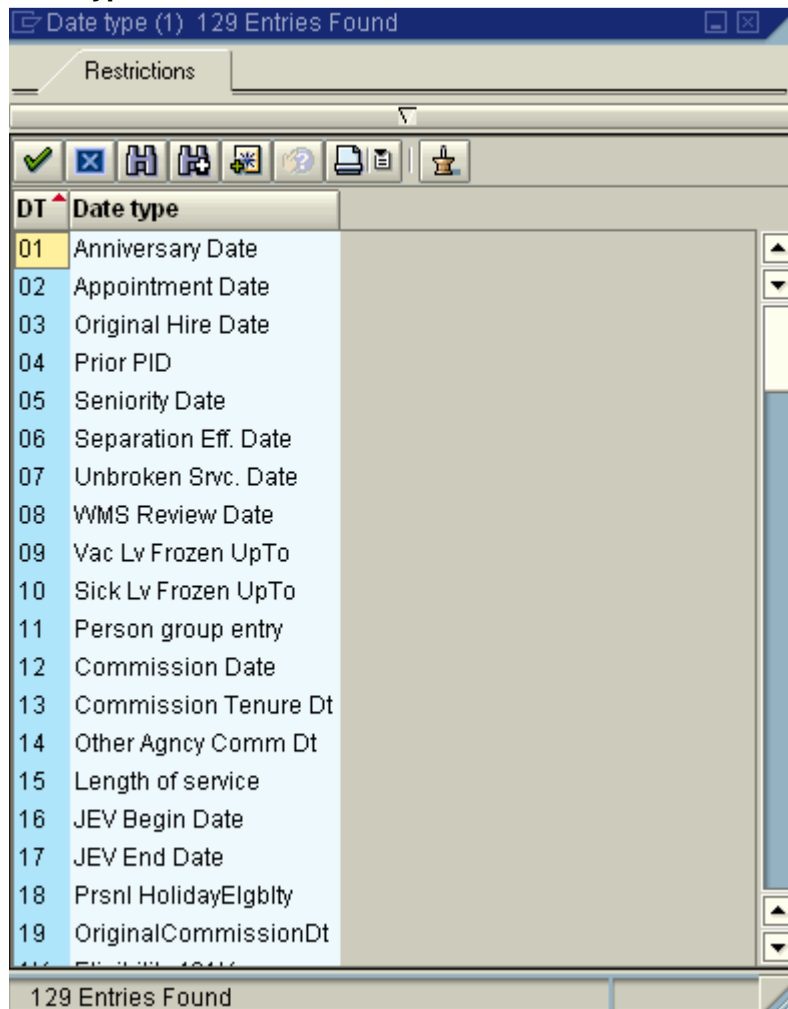 Date type (1) 129 Entries Found
Restrictions
DT Date type
01 Anniversary Date
02 Appointment Date
03 Original Hire Date
04 Prior PID
05 Seniority Date
06 Separation Eff. Date
07 Unbroken Srvc. Date
08 WMS Review Date
09 Vac Lv Frozen UpTo
10 Sick Lv Frozen UpTo
11 Person group entry
12 Commission Date
13 Commission Tenure Dt
14 Other Agncy Comm Dt
15 Length of service
16 JEV Begin Date
17 JEV End Date
18 Prsnl HolidayElgblty
19 OriginalCommissionDt
129 Entries Found